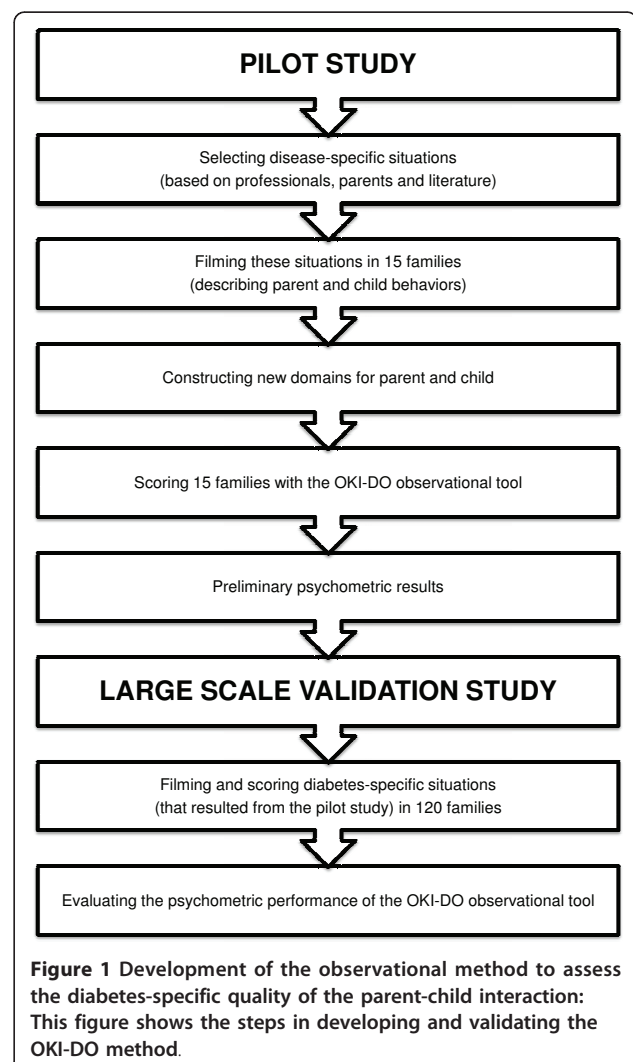 PILOT STUDY
Selecting disease-specific situations
(based on professionals, parents and literature)
Filming these situations in 15 families
(describing parent and child behaviors)
Constructing new domains for parent and child
Scoring 15 families with the OKI-DO observational tool
Preliminary psychometric results
LARGE SCALE VALIDATION STUDY
Filming and scoring diabetes-specific situations
(that resulted from the pilot study) in 120 families
Evaluating the psychometric performance of the OKI-DO observational tool
Figure 1 Development of the observational method to assess
the diabetes-specific quality of the parent-child interaction:
This figure shows the steps in developing and validating the
OKI-DO method.